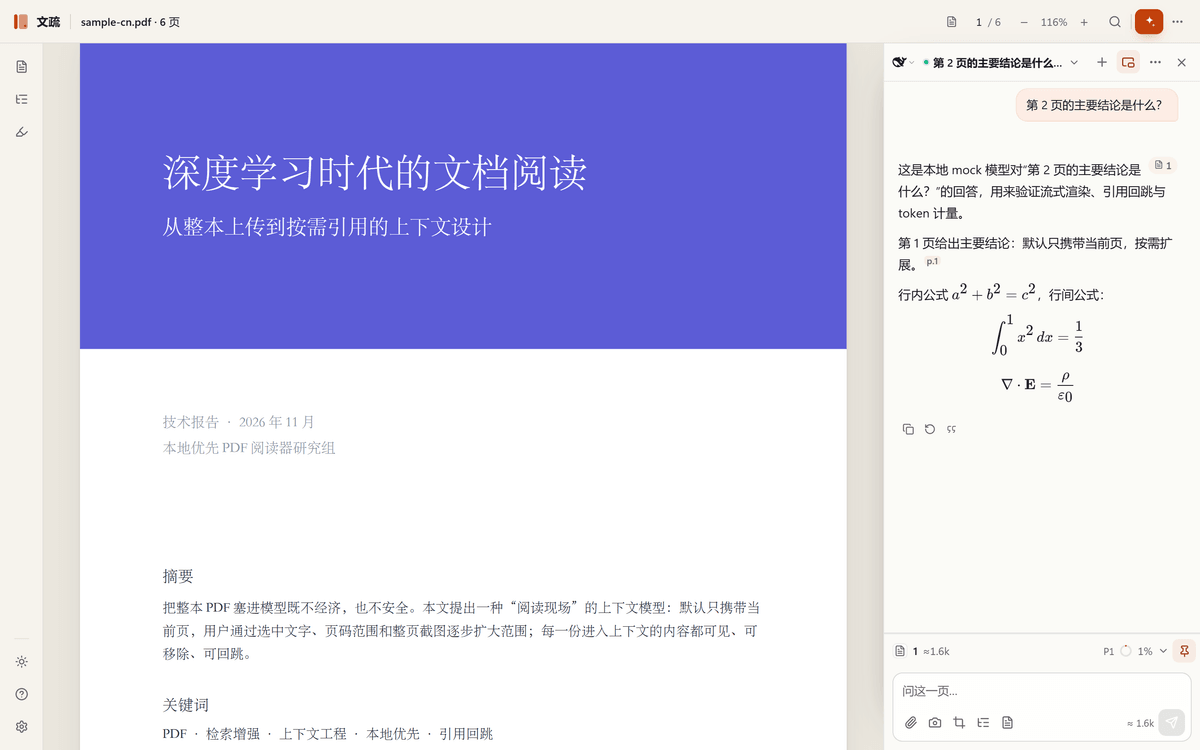 文疏
sample-cn.pdf · 6 页
1 / 6
116%
深度学习时代的文档阅读
从整本上传到按需引用的上下文设计
技术报告 · 2026 年 11 月
本地优先 PDF 阅读器研究组
摘要
把整本 PDF 塞进模型既不经济，也不安全。本文提出一种“阅读现场”的上下文模型：默认只携带当
前页，用户通过选中文字、页码范围和整页截图逐步扩大范围；每一份进入上下文的内容都可见、可
移除、可回跳。
关键词
PDF · 检索增强 · 上下文工程 · 本地优先 · 引用回跳
第 2 页的主要结论是什么...
第 2 页的主要结论是什么？
1
这是本地 mock 模型对“第 2 页的主要结论是
什么？”的回答，用来验证流式渲染、引用回跳与
token 计量。
第 1 页给出主要结论：默认只携带当前页，按需扩
展。 p.1
行内公式 a² + b² = c²，行间公式：
∫₀¹ x² dx = 1/3
∇ · E = ρ/ε0
1 ≈1.6k
P1 1%
问这一页...
≈ 1.6k